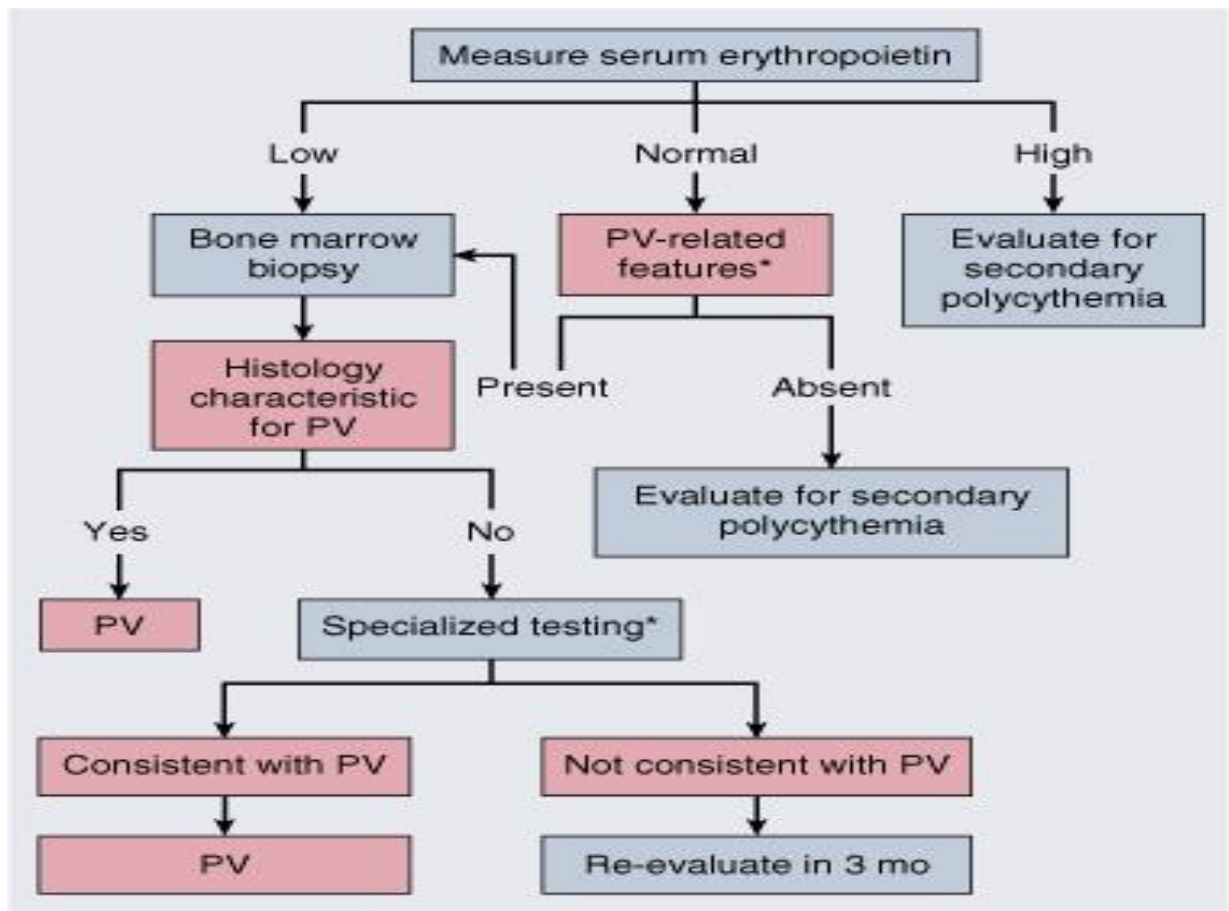 Measure serum erythropoietin
Low
Normal
High
Bone marrow
biopsy
PV-related
features*
Evaluate for
secondary
polycythemia
Histology
characteristic
for PV
Present
Absent
Evaluate for secondary
polycythemia
Yes
No
PV
Specialized testing*
Consistent with PV
Not consistent with PV
PV
Re-evaluate in 3 mo